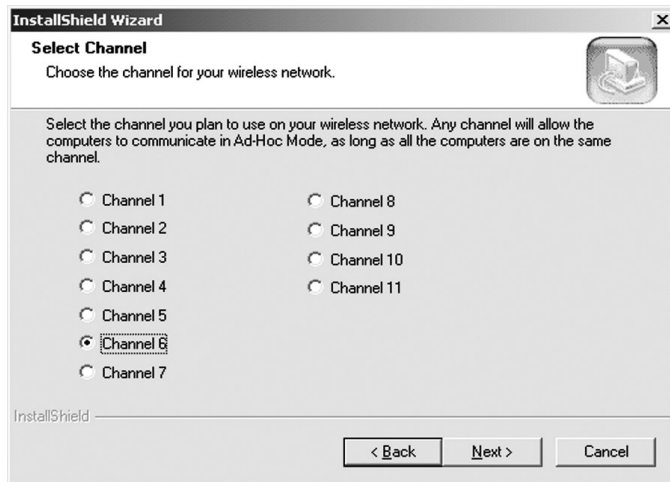 InstallShield Wizard
Select Channel
Choose the channel for your wireless network.
Select the channel you plan to use on your wireless network. Any channel will allow the
computers to communicate in Ad-Hoc Mode, as long as all the computers are on the same
channel.
Channel 1
Channel 2
Channel 3
Channel 4
Channel 5
Channel 6
Channel 7
Channel 8
Channel 9
Channel 10
Channel 11
InstallShield
< Back
Next >
Cancel